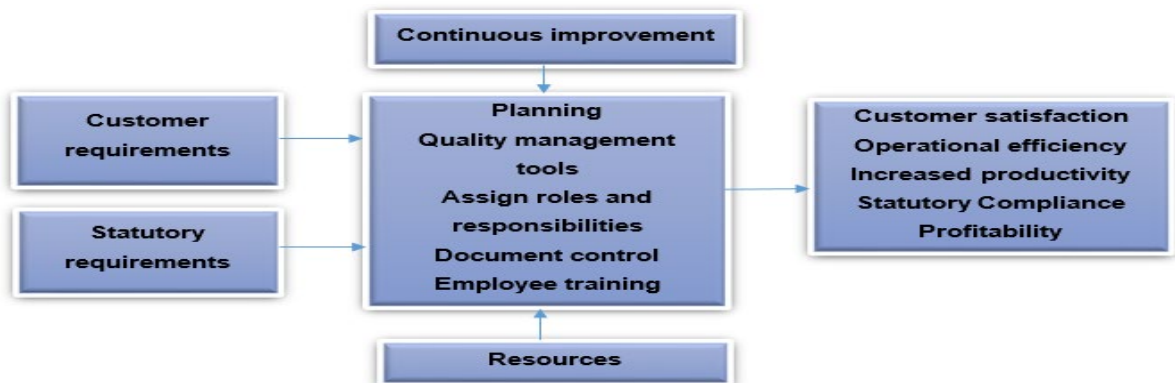 Continuous improvement
Customer
requirements
Statutory
requirements
Planning
Quality management
tools
Assign roles and
responsibilities
Document control
Employee training
Customer satisfaction
Operational efficiency
Increased productivity
Statutory Compliance
Profitability
Resources